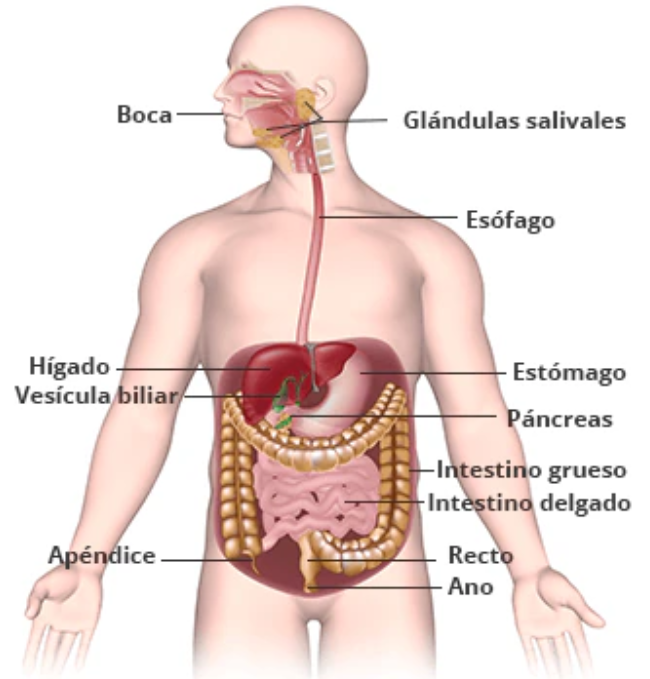 Boca
Glándulas salivales
Esófago
Hígado
Estómago
Vesícula biliar
Páncreas
Intestino grueso
Intestino delgado
Apéndice
Recto
Ano